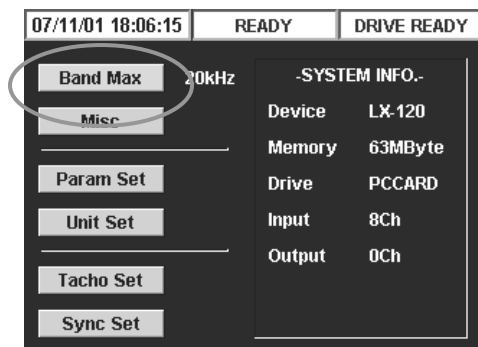 07/11/01 18:06:15 READY DRIVE READY
Band Max 20kHz
Misc
Param Set
Unit Set
Tacho Set
Sync Set
-SYSTEM INFO.-
Device LX-120
Memory 63MByte
Drive PCCARD
Input 8Ch
Output 0Ch